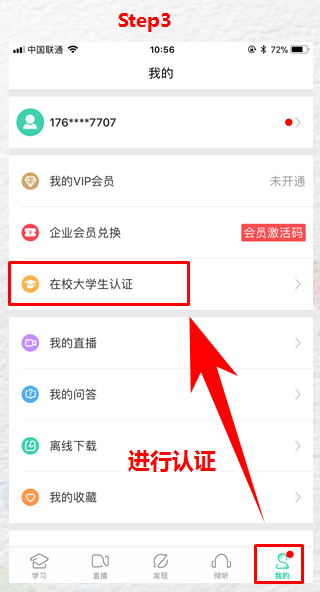 Step3
中国联通 10:56 72%
我的
176****7707
我的VIP会员 未开通
企业会员兑换 会员激活码
在校大学生认证
我的直播
我的问答
离线下载
进行认证
我的收藏
学习 直播 发现 倾听 我的